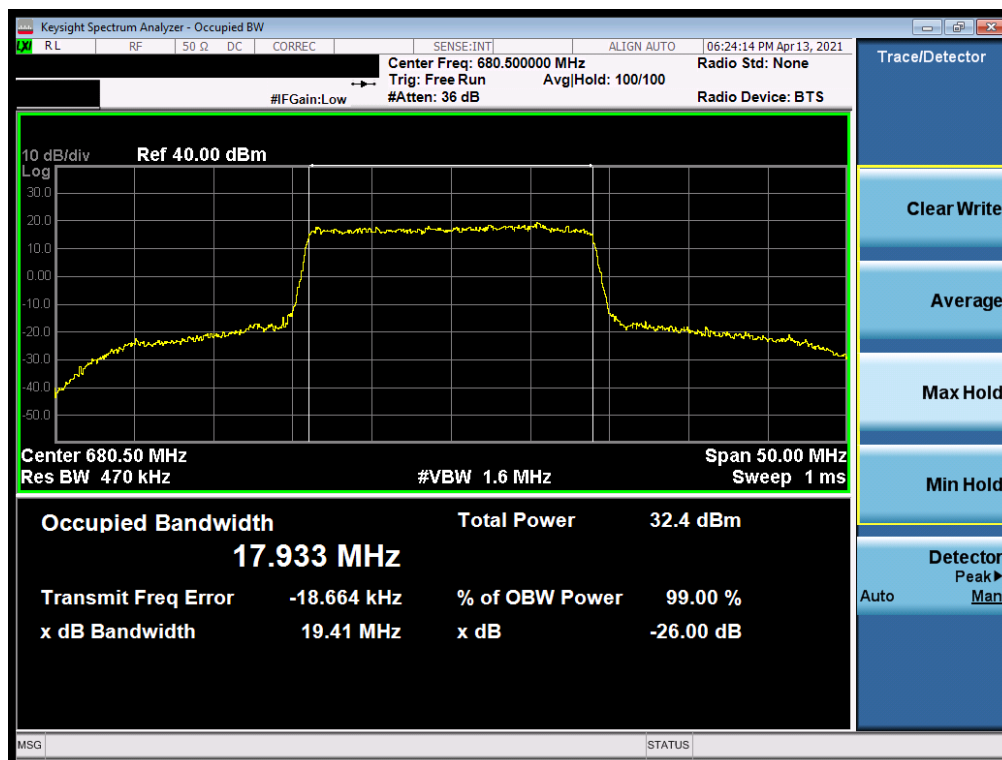 Keysight Spectrum Analyzer - Occupied BW
LXI RL RF 50 Ω DC CORREC SENSE:INT ALIGN AUTO 06:24:14 PM Apr 13, 2021
Center Freq: 680.500000 MHz Radio Std: None
Trig: Free Run Avg|Hold: 100/100
#IFGain:Low #Atten: 36 dB Radio Device: BTS
10 dB/div Ref 40.00 dBm
Log
30.0
20.0
10.0
0.00
-10.0
-20.0
-30.0
-40.0
-50.0
Center 680.50 MHz Span 50.00 MHz
Res BW 470 kHz #VBW 1.6 MHz Sweep 1 ms
Occupied Bandwidth Total Power 32.4 dBm
17.933 MHz
Transmit Freq Error -18.664 kHz % of OBW Power 99.00 %
x dB Bandwidth 19.41 MHz x dB -26.00 dB
MSG STATUS
Trace/Detector
Clear Write
Average
Max Hold
Min Hold
Detector
Peak▶
Auto Man